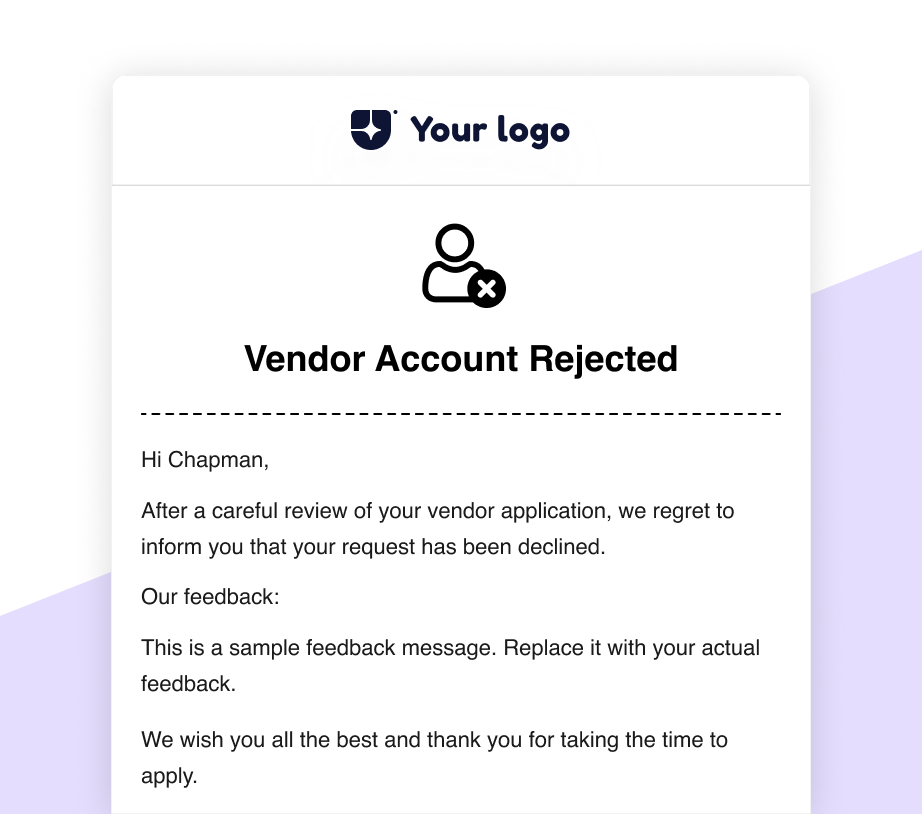 Your logo
Vendor Account Rejected
Hi Chapman,
After a careful review of your vendor application, we regret to
inform you that your request has been declined.
Our feedback:
This is a sample feedback message. Replace it with your actual
feedback.
We wish you all the best and thank you for taking the time to
apply.